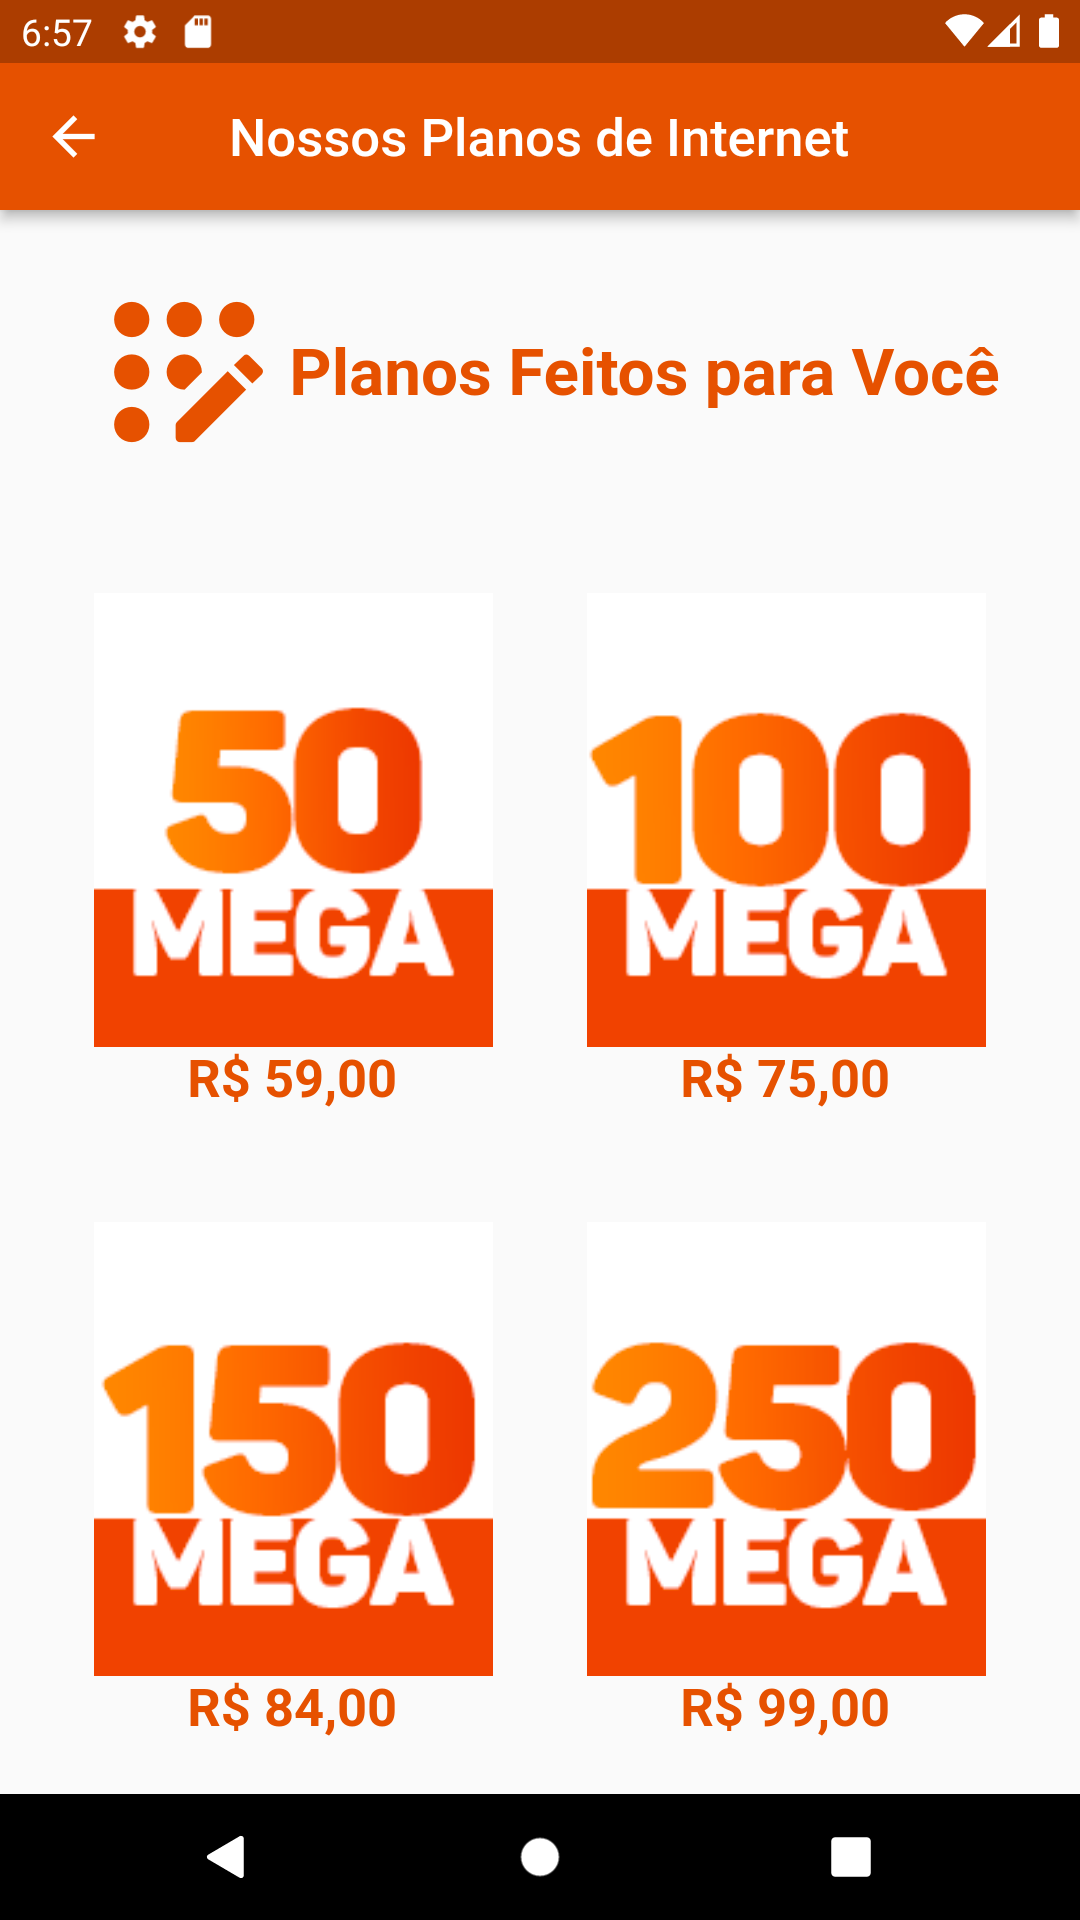 6:57
Nossos Planos de Internet
Planos Feitos para Você
50
MEGA
R$ 59,00
100
MEGA
R$ 75,00
150
MEGA
R$ 84,00
250
MEGA
R$ 99,00